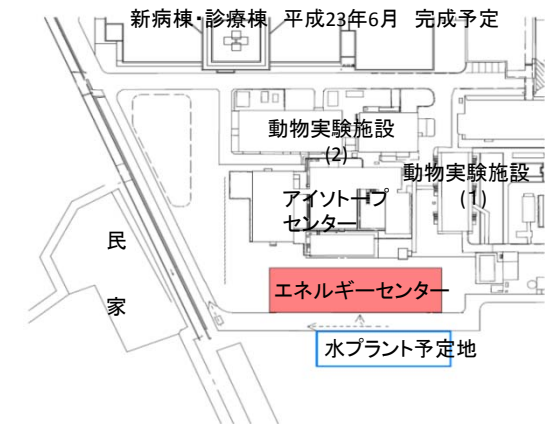 新病棟・診療棟 平成23年6月 完成予定
動物実験施設
(2)
動物実験施設
(1)
アイソトープ
センター
民
家
エネルギーセンター
水プラント予定地